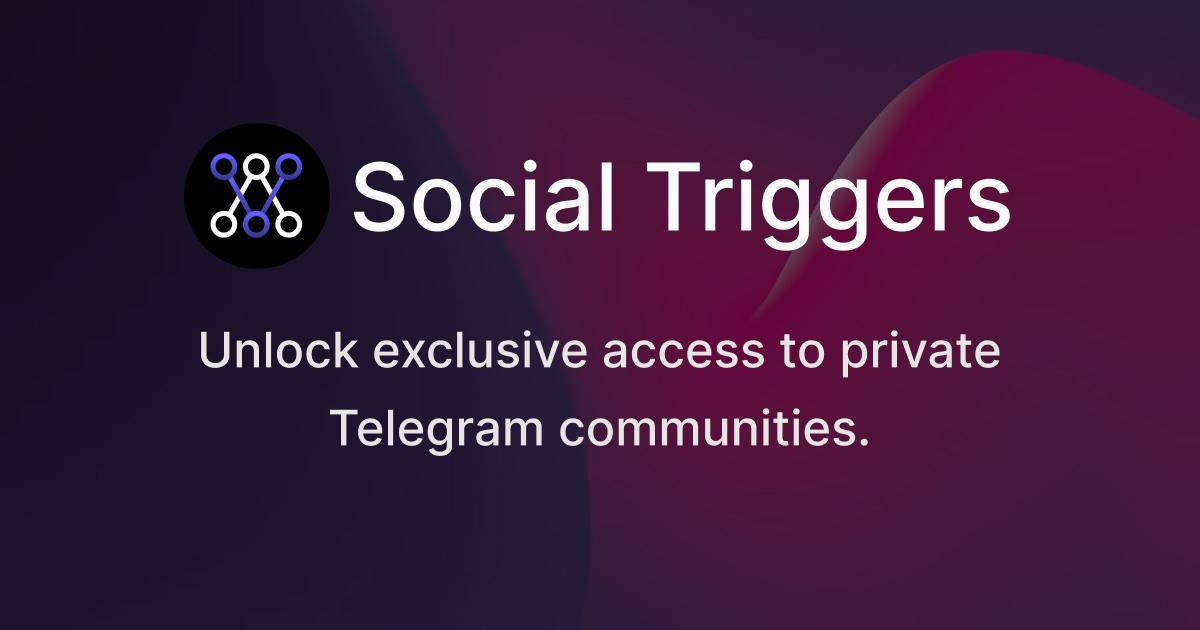 Social Triggers
Unlock exclusive access to private
Telegram communities.